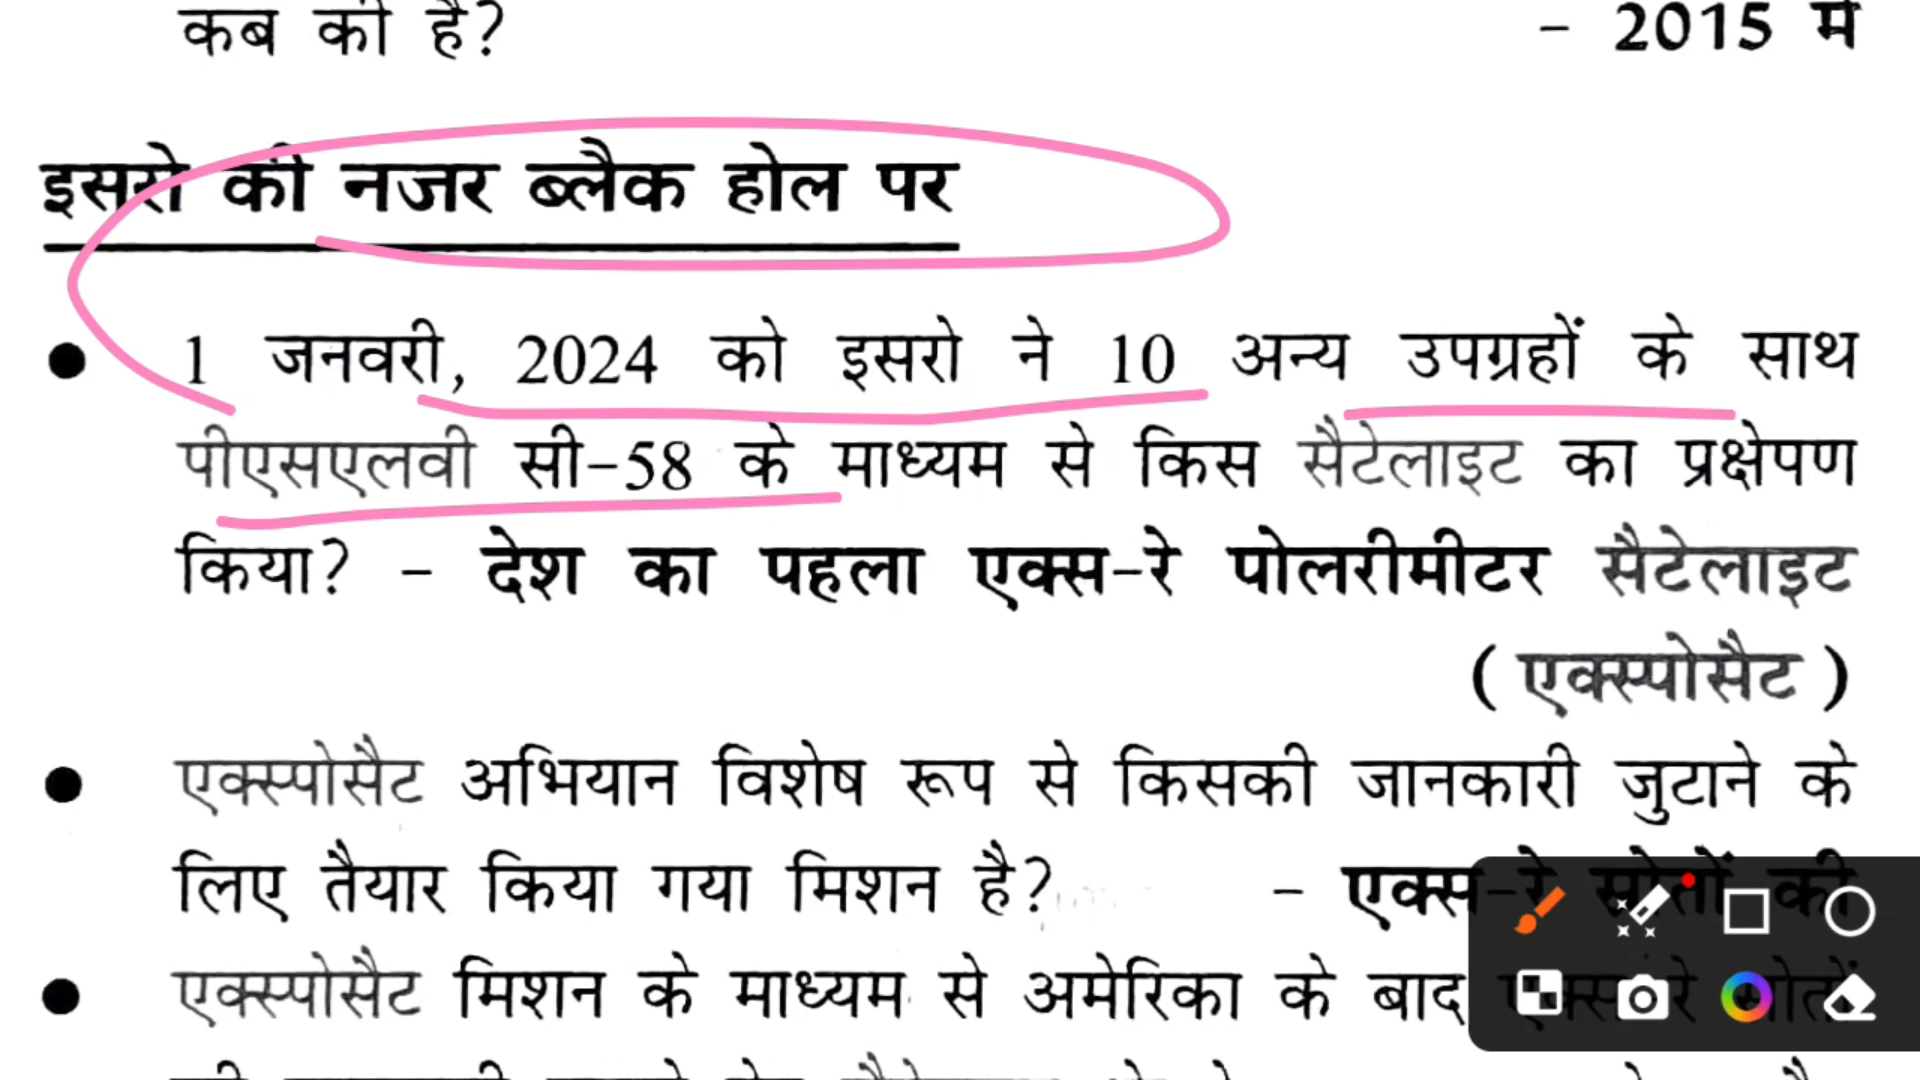 कब की है? - 2015 में
इसरो की नजर ब्लैक होल पर
● 1 जनवरी, 2024 को इसरो ने 10 अन्य उपग्रहों के साथ
पीएसएलवी सी-58 के माध्यम से किस सैटेलाइट का प्रक्षेपण
किया? - देश का पहला एक्स-रे पोलरीमीटर सैटेलाइट
( एक्स्पोसैट )
● एक्स्पोसैट अभियान विशेष रूप से किसकी जानकारी जुटाने के
लिए तैयार किया गया मिशन है? - एक्स-रे स्रोतों की
● एक्स्पोसैट मिशन के माध्यम से अमेरिका के बाद